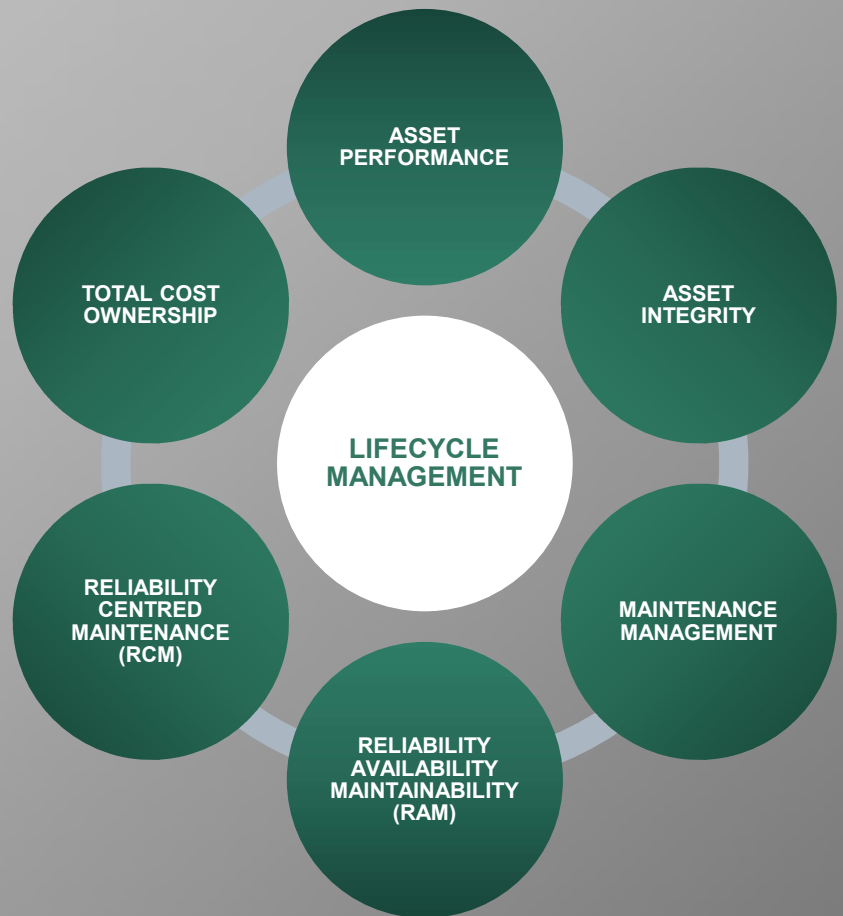 ASSET
PERFORMANCE
TOTAL COST
OWNERSHIP
ASSET
INTEGRITY
LIFECYCLE
MANAGEMENT
RELIABILITY
CENTRED
MAINTENANCE
(RCM)
MAINTENANCE
MANAGEMENT
RELIABILITY
AVAILABILITY
MAINTAINABILITY
(RAM)